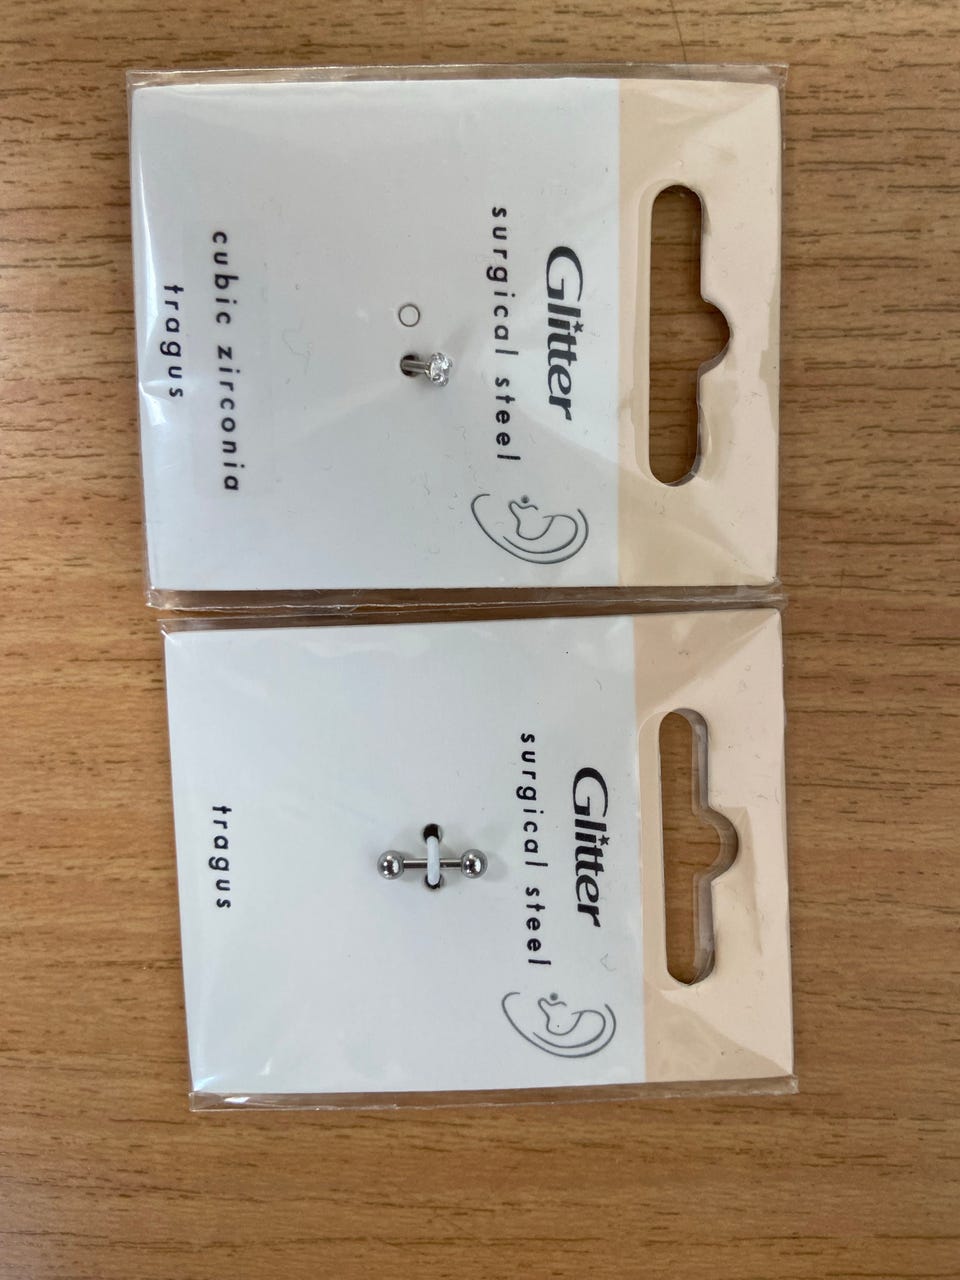 Glitter
surgical steel
cubic zirconia
tragus
Glitter
surgical steel
tragus